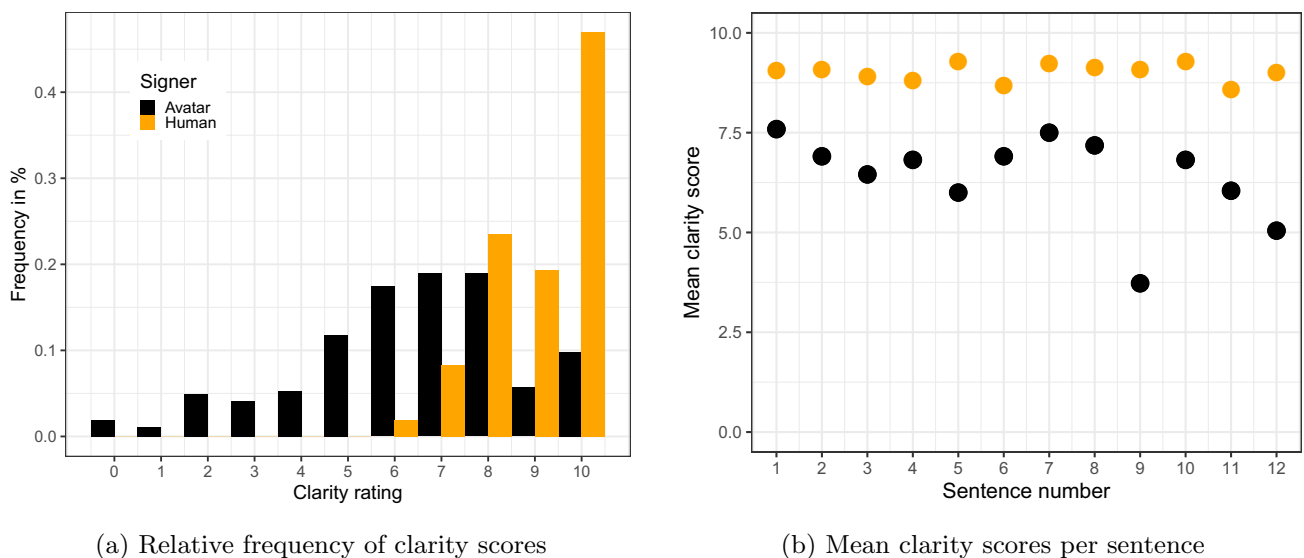 Signer
Avatar
Human
Frequency in %
0.4
0.3
0.2
0.1
0.0
0 1 2 3 4 5 6 7 8 9 10
Clarity rating
(a) Relative frequency of clarity scores
Mean clarity score
10.0
7.5
5.0
2.5
0.0
1 2 3 4 5 6 7 8 9 10 11 12
Sentence number
(b) Mean clarity scores per sentence